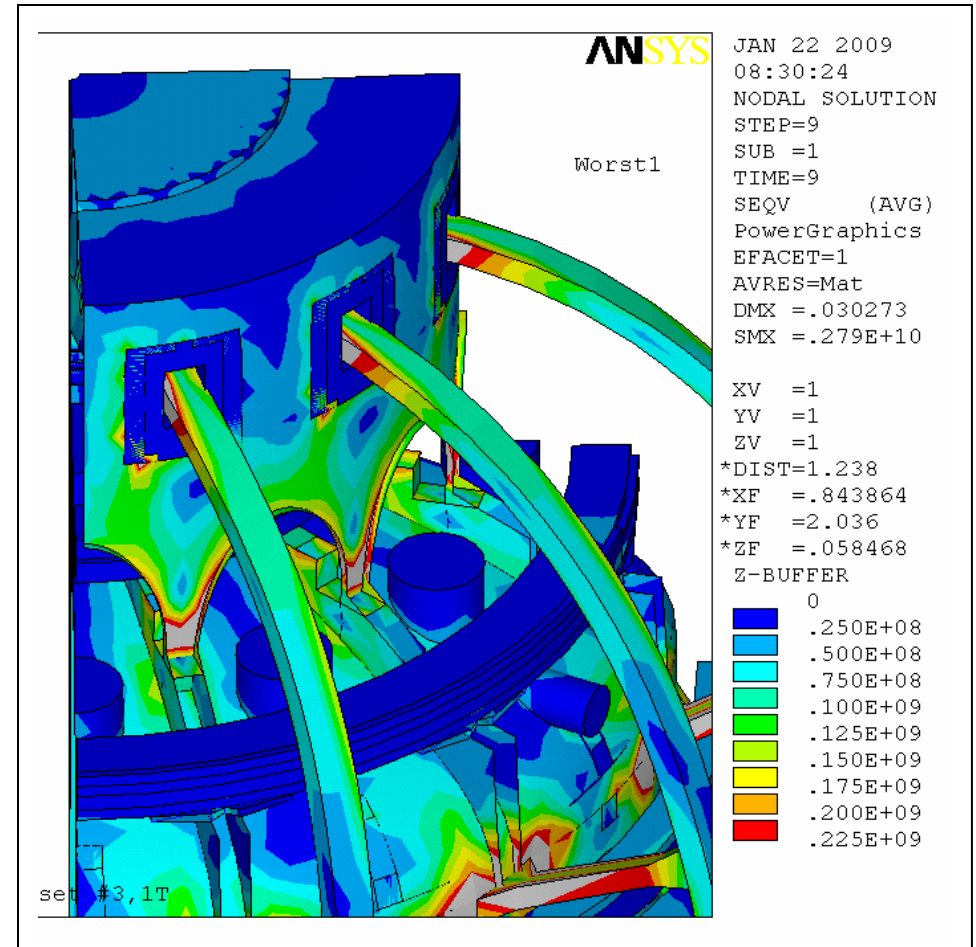 ANSYS
JAN 22 2009
08:30:24
NODAL SOLUTION
STEP=9
SUB =1
TIME=9
SEQV (AVG)
PowerGraphics
EFACET=1
AVRES=Mat
DMX =.030273
SMX =.279E+10
Worst1
XV =1
YV =1
ZV =1
*DIST=1.238
*XF =.843864
*YF =2.036
*ZF =.058468
Z-BUFFER
0
.250E+08
.500E+08
.750E+08
.100E+09
.125E+09
.150E+09
.175E+09
.200E+09
.225E+09
set #3,1T